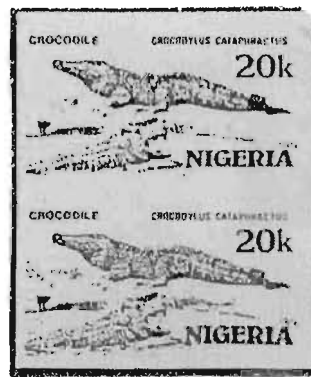 CROCODILE CROCODYLUS CATAPHRACTUS
20k
NIGERIA
CROCODILE CROCODYLUS CATAPHRACTUS
20k
NIGERIA